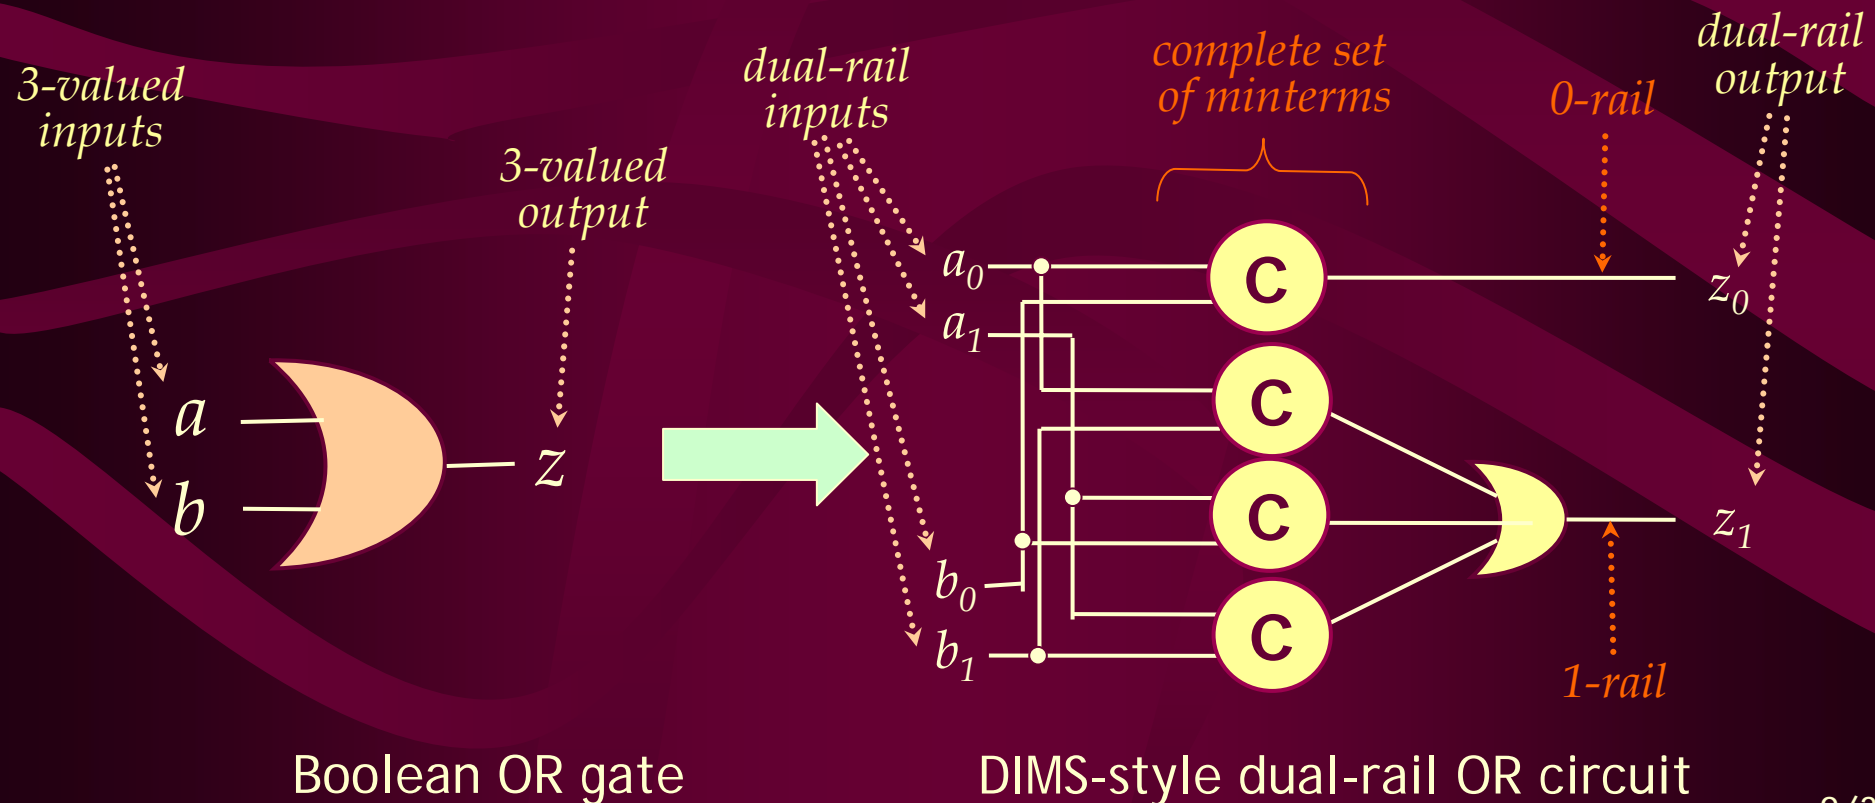 3-valued
inputs
3-valued
output
a
b
z
Boolean OR gate
dual-rail
inputs
complete set
of minterms
0-rail
dual-rail
output
a0
a1
b0
b1
C
C
C
C
z0
z1
1-rail
DIMS-style dual-rail OR circuit